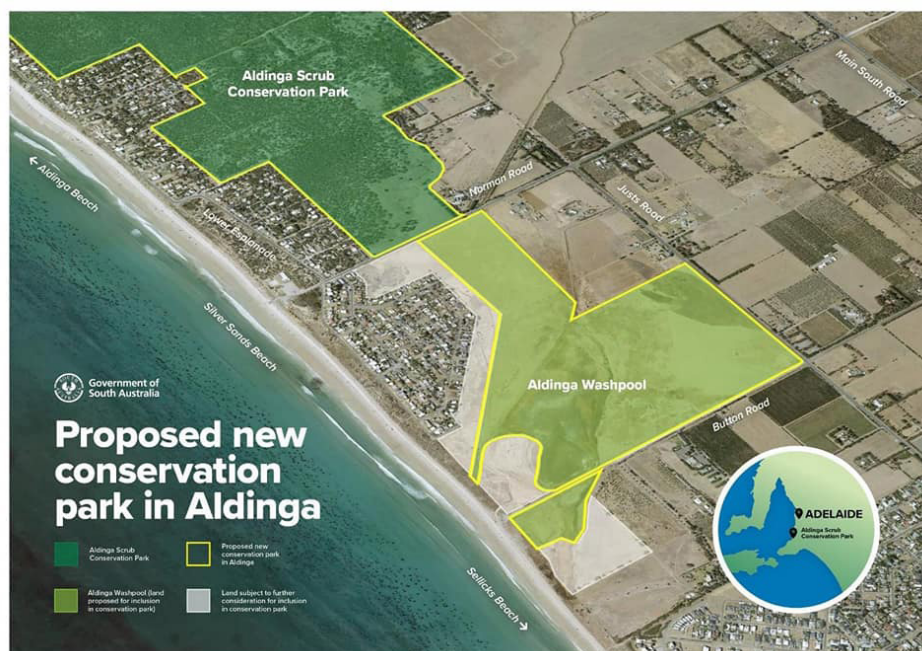 Aldinga Scrub
Conservation Park
Main South Road
Norman Road
Justs Road
← Aldinga Beach
Lower Esplanade
Silver Sands Beach
Aldinga Washpool
Button Road
Government of
South Australia
Proposed new
conservation
park in Aldinga
Aldinga Scrub
Conservation Park
Proposed new
conservation park
in Aldinga
Aldinga Washpool (land
proposed for inclusion
in conservation park)
Land subject to further
consideration for inclusion
in conservation park
Sellicks Beach →
ADELAIDE
Aldinga Scrub
Conservation Park